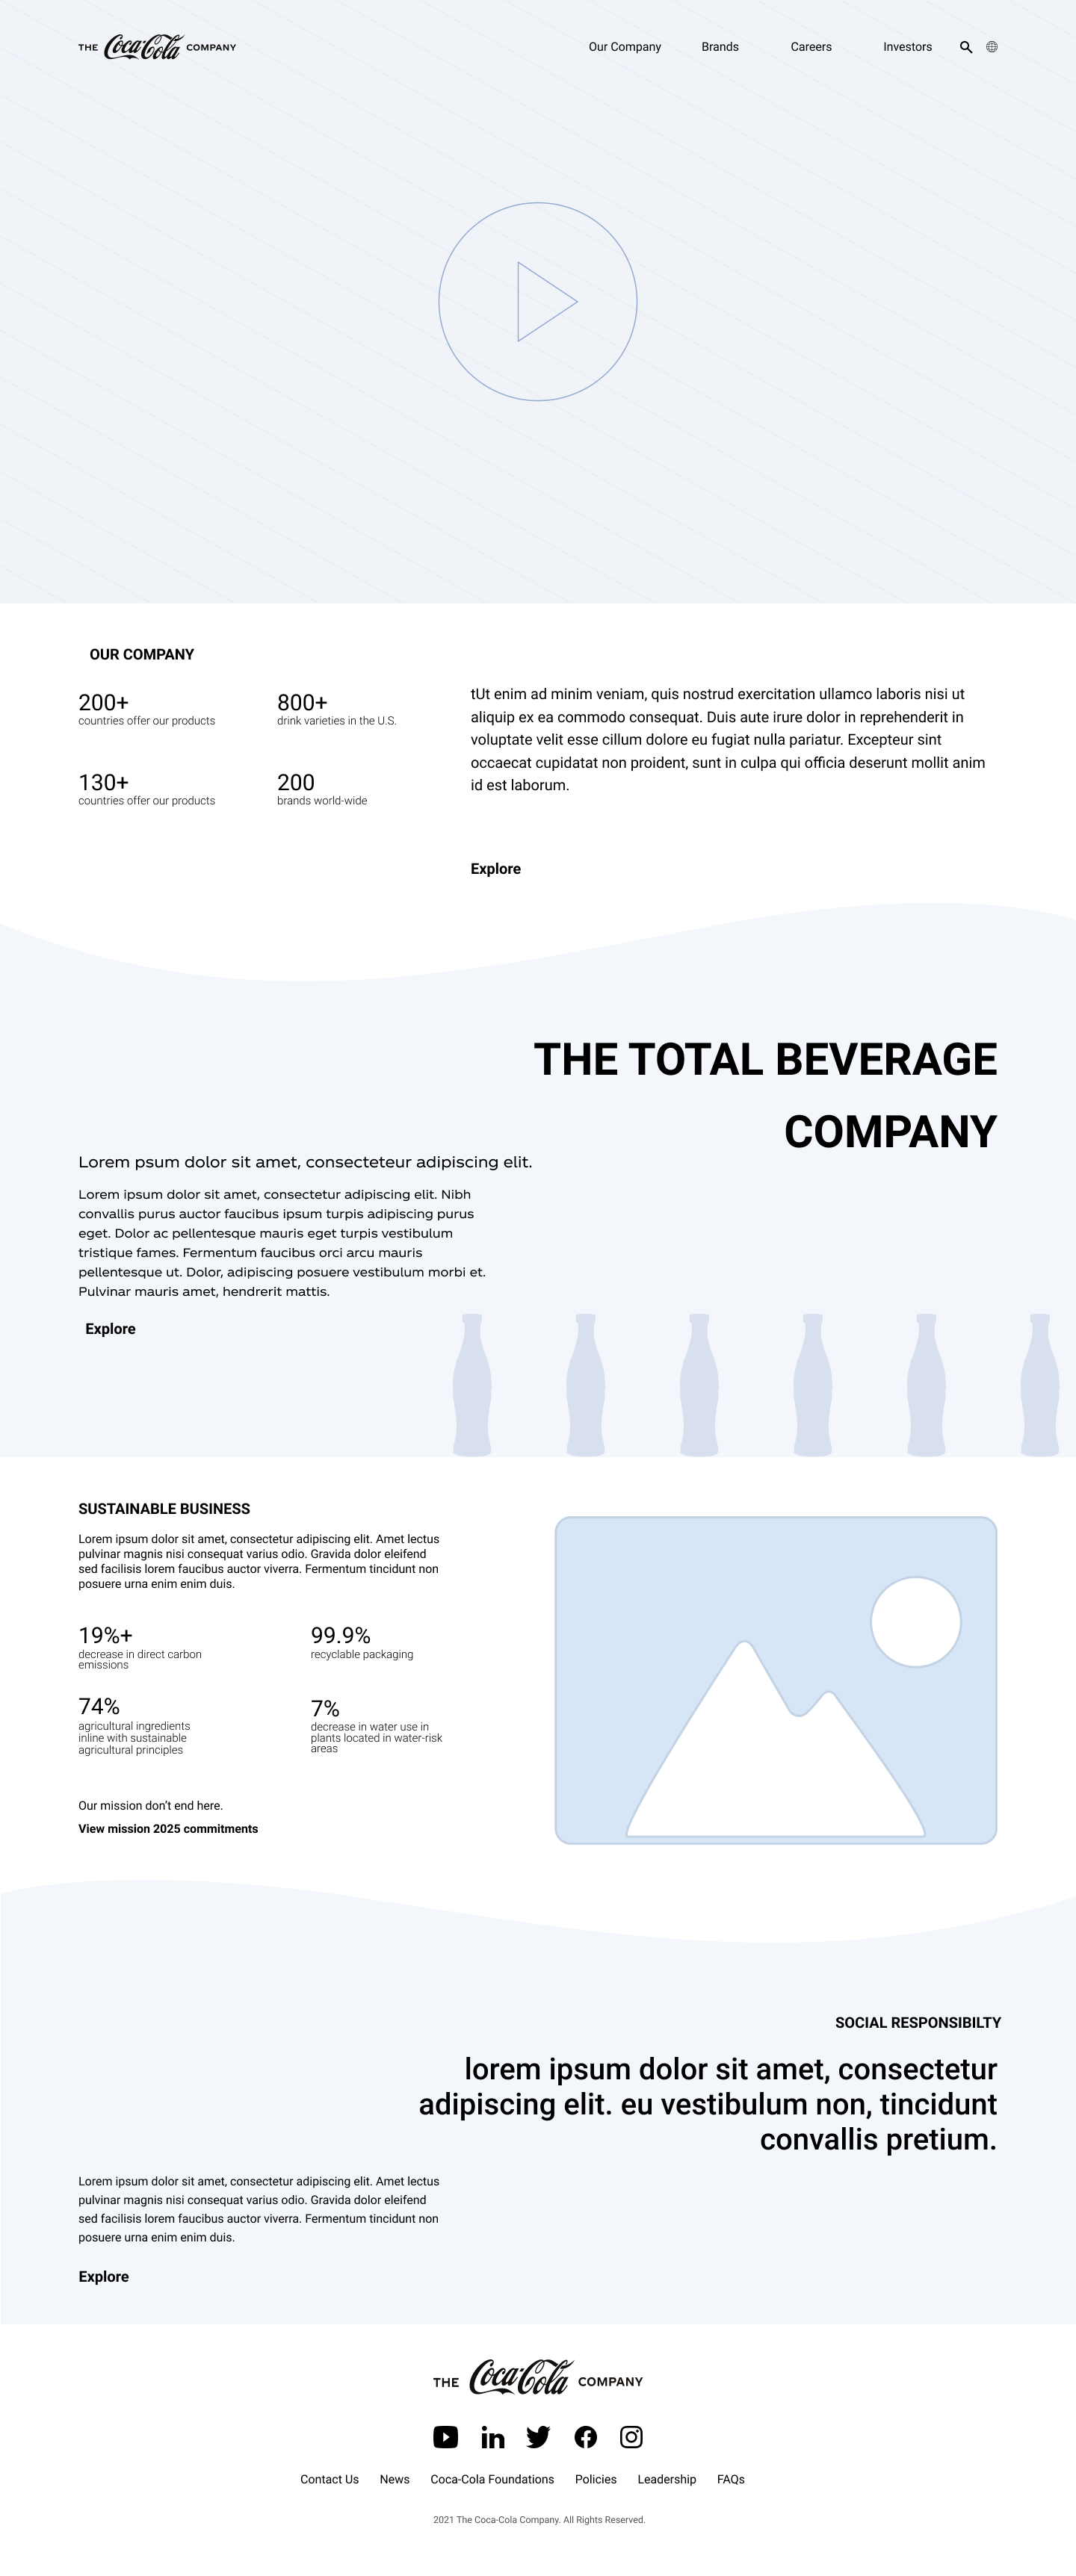 THE Coca-Cola COMPANY
Our Company Brands Careers Investors
OUR COMPANY
200+
countries offer our products
800+
drink varieties in the U.S.
130+
countries offer our products
200
brands world-wide
tUt enim ad minim veniam, quis nostrud exercitation ullamco laboris nisi ut
aliquip ex ea commodo consequat. Duis aute irure dolor in reprehenderit in
voluptate velit esse cillum dolore eu fugiat nulla pariatur. Excepteur sint
occaecat cupidatat non proident, sunt in culpa qui officia deserunt mollit anim
id est laborum.
Explore
THE TOTAL BEVERAGE
COMPANY
Lorem psum dolor sit amet, consecteteur adipiscing elit.
Lorem ipsum dolor sit amet, consectetur adipiscing elit. Nibh
convallis purus auctor faucibus ipsum turpis adipiscing purus
eget. Dolor ac pellentesque mauris eget turpis vestibulum
tristique fames. Fermentum faucibus orci arcu mauris
pellentesque ut. Dolor, adipiscing posuere vestibulum morbi et.
Pulvinar mauris amet, hendrerit mattis.
Explore
SUSTAINABLE BUSINESS
Lorem ipsum dolor sit amet, consectetur adipiscing elit. Amet lectus
pulvinar magnis nisi consequat varius odio. Gravida dolor eleifend
sed facilisis lorem faucibus auctor viverra. Fermentum tincidunt non
posuere urna enim enim duis.
19%+
decrease in direct carbon
emissions
99.9%
recyclable packaging
74%
agricultural ingredients
inline with sustainable
agricultural principles
7%
decrease in water use in
plants located in water-risk
areas
Our mission don’t end here.
View mission 2025 commitments
SOCIAL RESPONSIBILTY
lorem ipsum dolor sit amet, consectetur
adipiscing elit. eu vestibulum non, tincidunt
convallis pretium.
Lorem ipsum dolor sit amet, consectetur adipiscing elit. Amet lectus
pulvinar magnis nisi consequat varius odio. Gravida dolor eleifend
sed facilisis lorem faucibus auctor viverra. Fermentum tincidunt non
posuere urna enim enim duis.
Explore
THE Coca-Cola COMPANY
Contact Us News Coca-Cola Foundations Policies Leadership FAQs
2021 The Coca-Cola Company. All Rights Reserved.